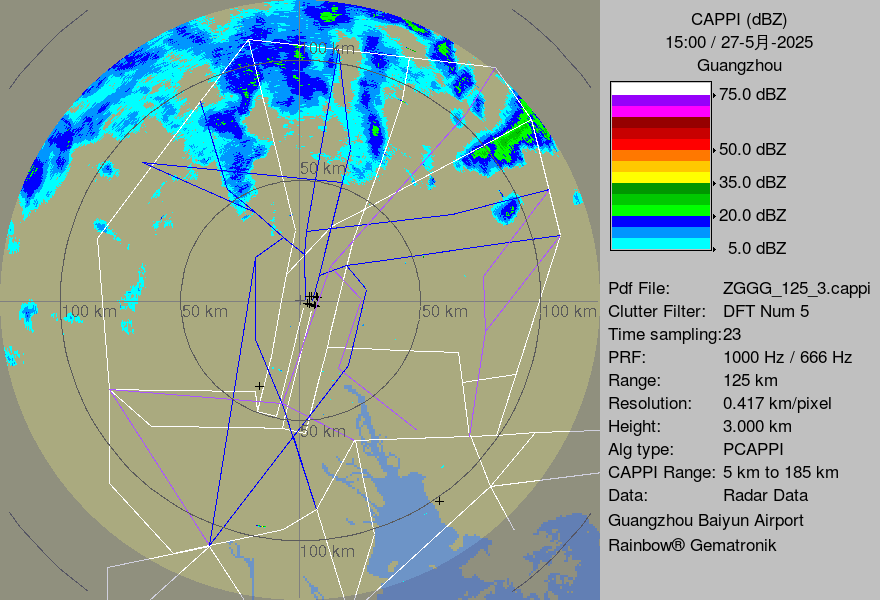 CAPPI (dBZ)
15:00 / 27-5月-2025
Guangzhou
75.0 dBZ
50.0 dBZ
35.0 dBZ
20.0 dBZ
5.0 dBZ
Pdf File: ZGGG_125_3.cappi
Clutter Filter: DFT Num 5
Time sampling:23
PRF: 1000 Hz / 666 Hz
Range: 125 km
Resolution: 0.417 km/pixel
Height: 3.000 km
Alg type: PCAPPI
CAPPI Range: 5 km to 185 km
Data: Radar Data
Guangzhou Baiyun Airport
Rainbow® Gematronik
100 km
50 km
100 km
50 km
50 km
100 km
50 km
100 km